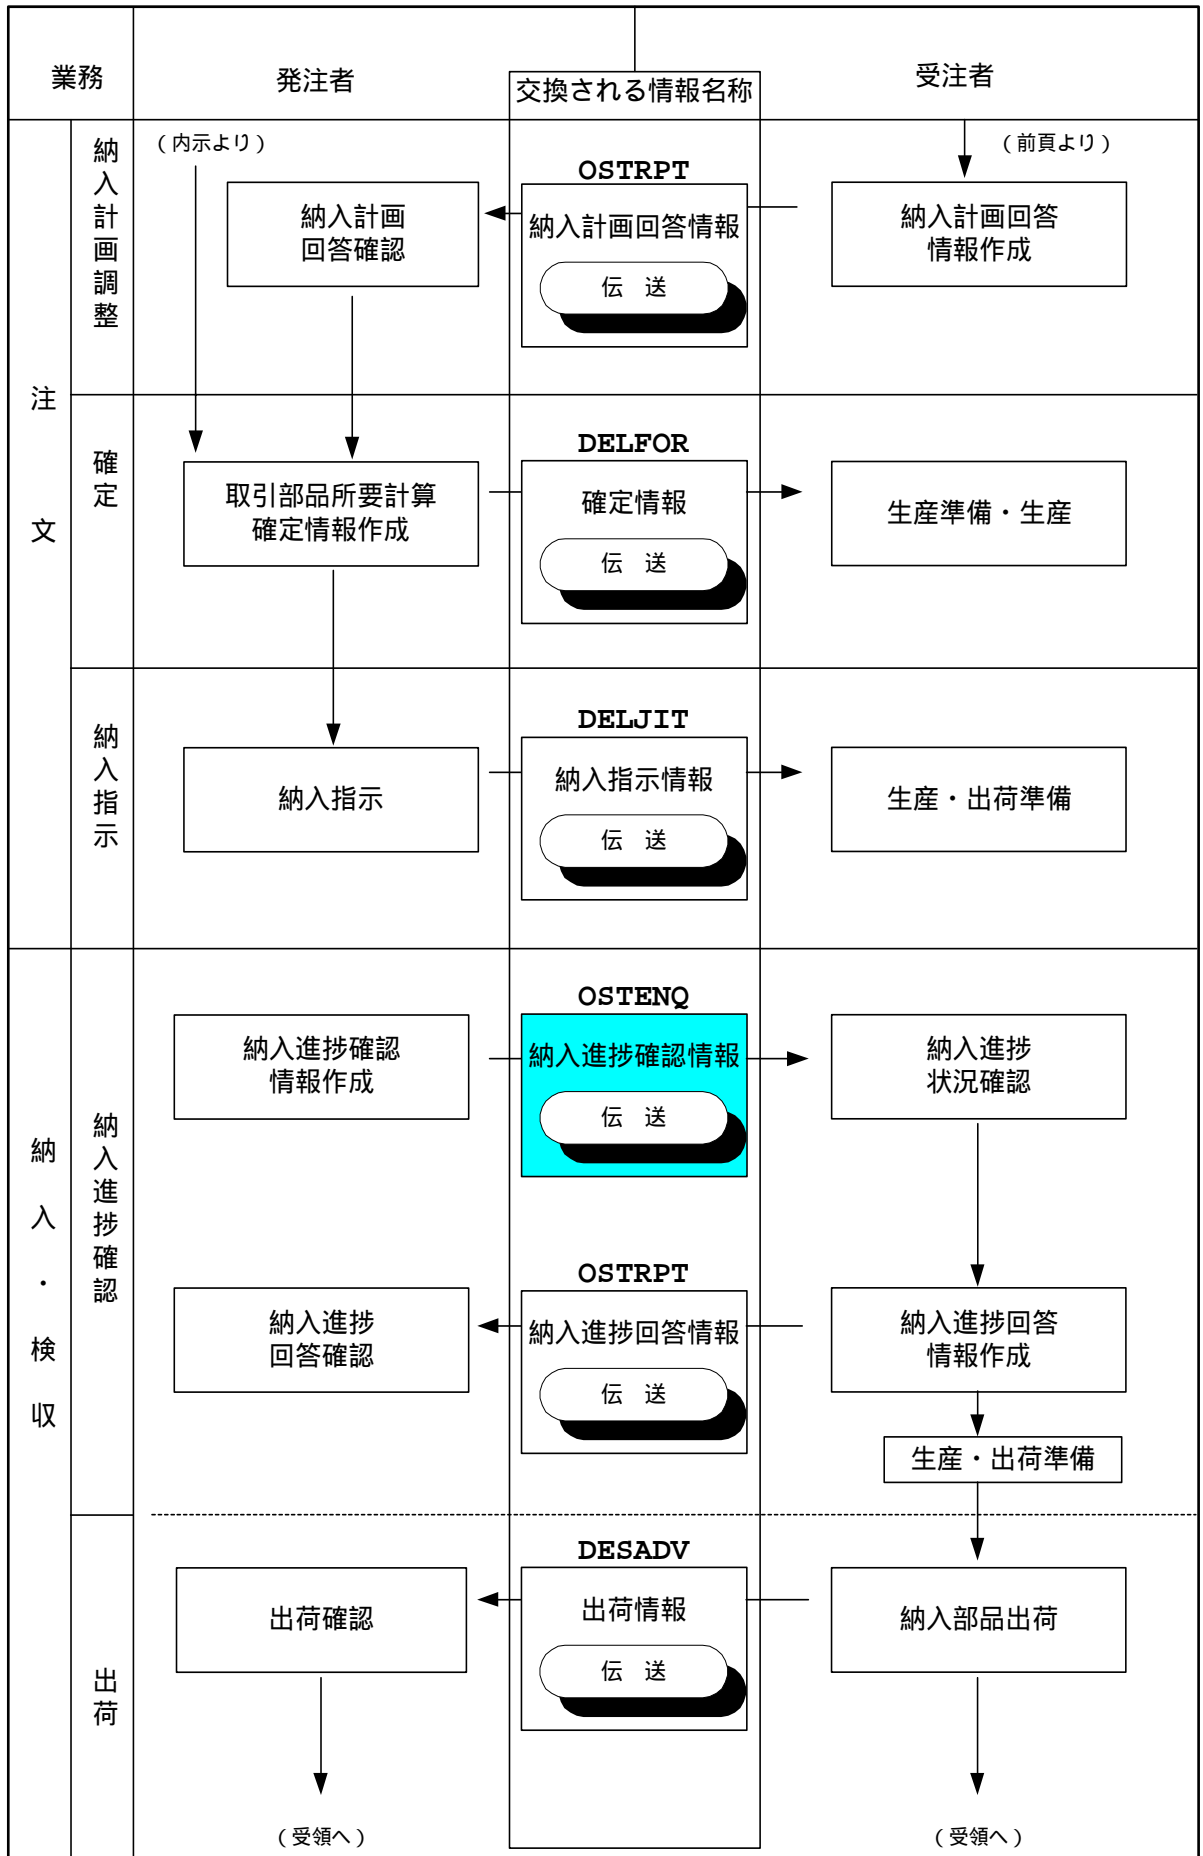 業務
発注者
交換される情報名称
受注者
注文
納入計画調整
（内示より）
（前頁より）
納入計画
回答確認
OSTRPT
納入計画回答情報
伝 送
納入計画回答
情報作成
確定
取引部品所要計算
確定情報作成
DELFOR
確定情報
伝 送
生産準備・生産
納入指示
納入指示
DELJIT
納入指示情報
伝 送
生産・出荷準備
納入・検収
納入進捗確認
納入進捗確認
情報作成
OSTENQ
納入進捗確認情報
伝 送
納入進捗
状況確認
納入進捗
回答確認
OSTRPT
納入進捗回答情報
伝 送
納入進捗回答
情報作成
生産・出荷準備
出荷
出荷確認
DESADV
出荷情報
伝 送
納入部品出荷
（受領へ）
（受領へ）